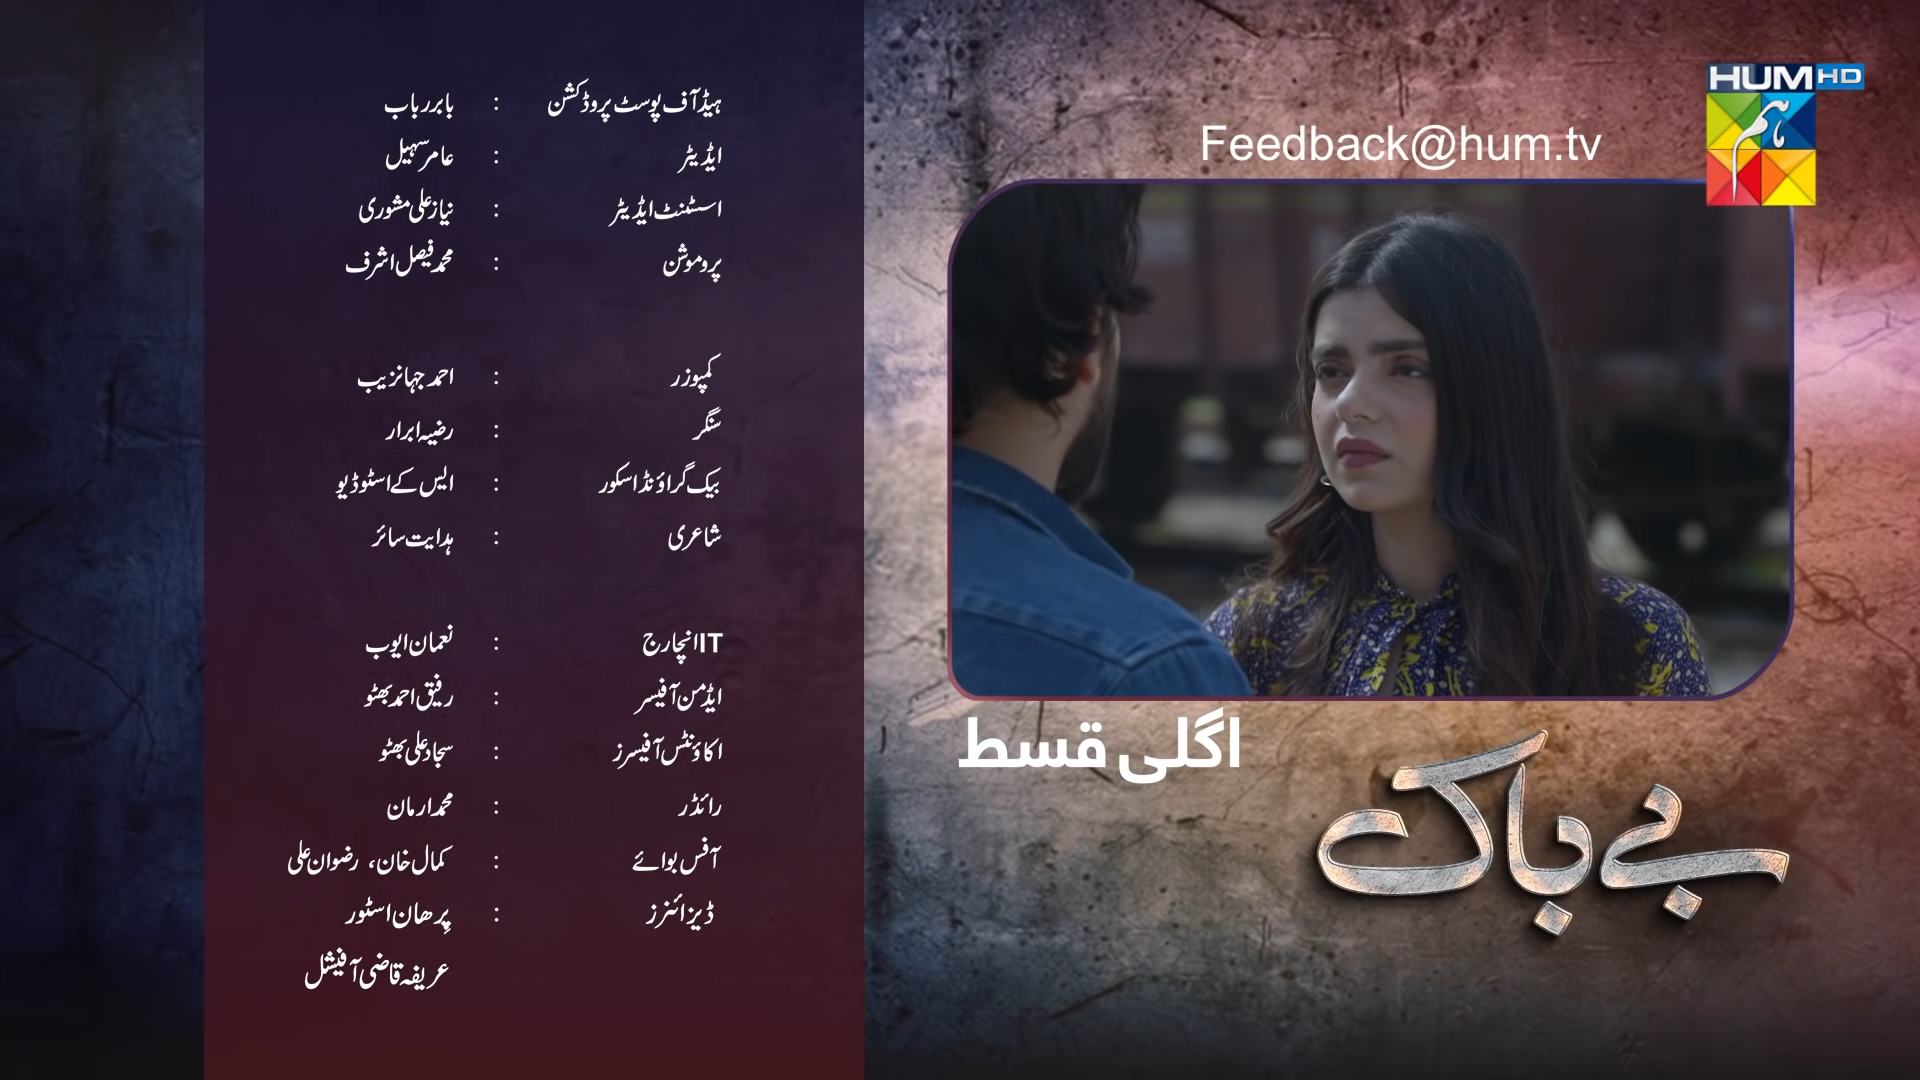 ہیڈ آف پوسٹ پروڈکشن : بابر رباب
ایڈیٹر : عامر سہیل
اسسٹنٹ ایڈیٹر : نیاز علی مشوری
پروموشن : محمد فیصل اشرف
کمپوزر : احمد جہانزیب
سنگر : رضیہ ابرار
بیک گراؤنڈ اسکور : ایس کے اسٹوڈیو
شاعری : ہدایت سائر
IT انچارج : نعمان ایوب
ایڈمن آفیسر : رفیق احمد بھٹو
اکاؤنٹس آفیسرز : سجاد علی بھٹو
رائڈر : محمد ارمان
آفس بوائے : کمال خان، رضوان علی
ڈیزائنرز : پِرھان اسٹور
عریفہ قاضی آفیشل
HUM HD
ہم
Feedback@hum.tv
اگلی قسط
بے باک